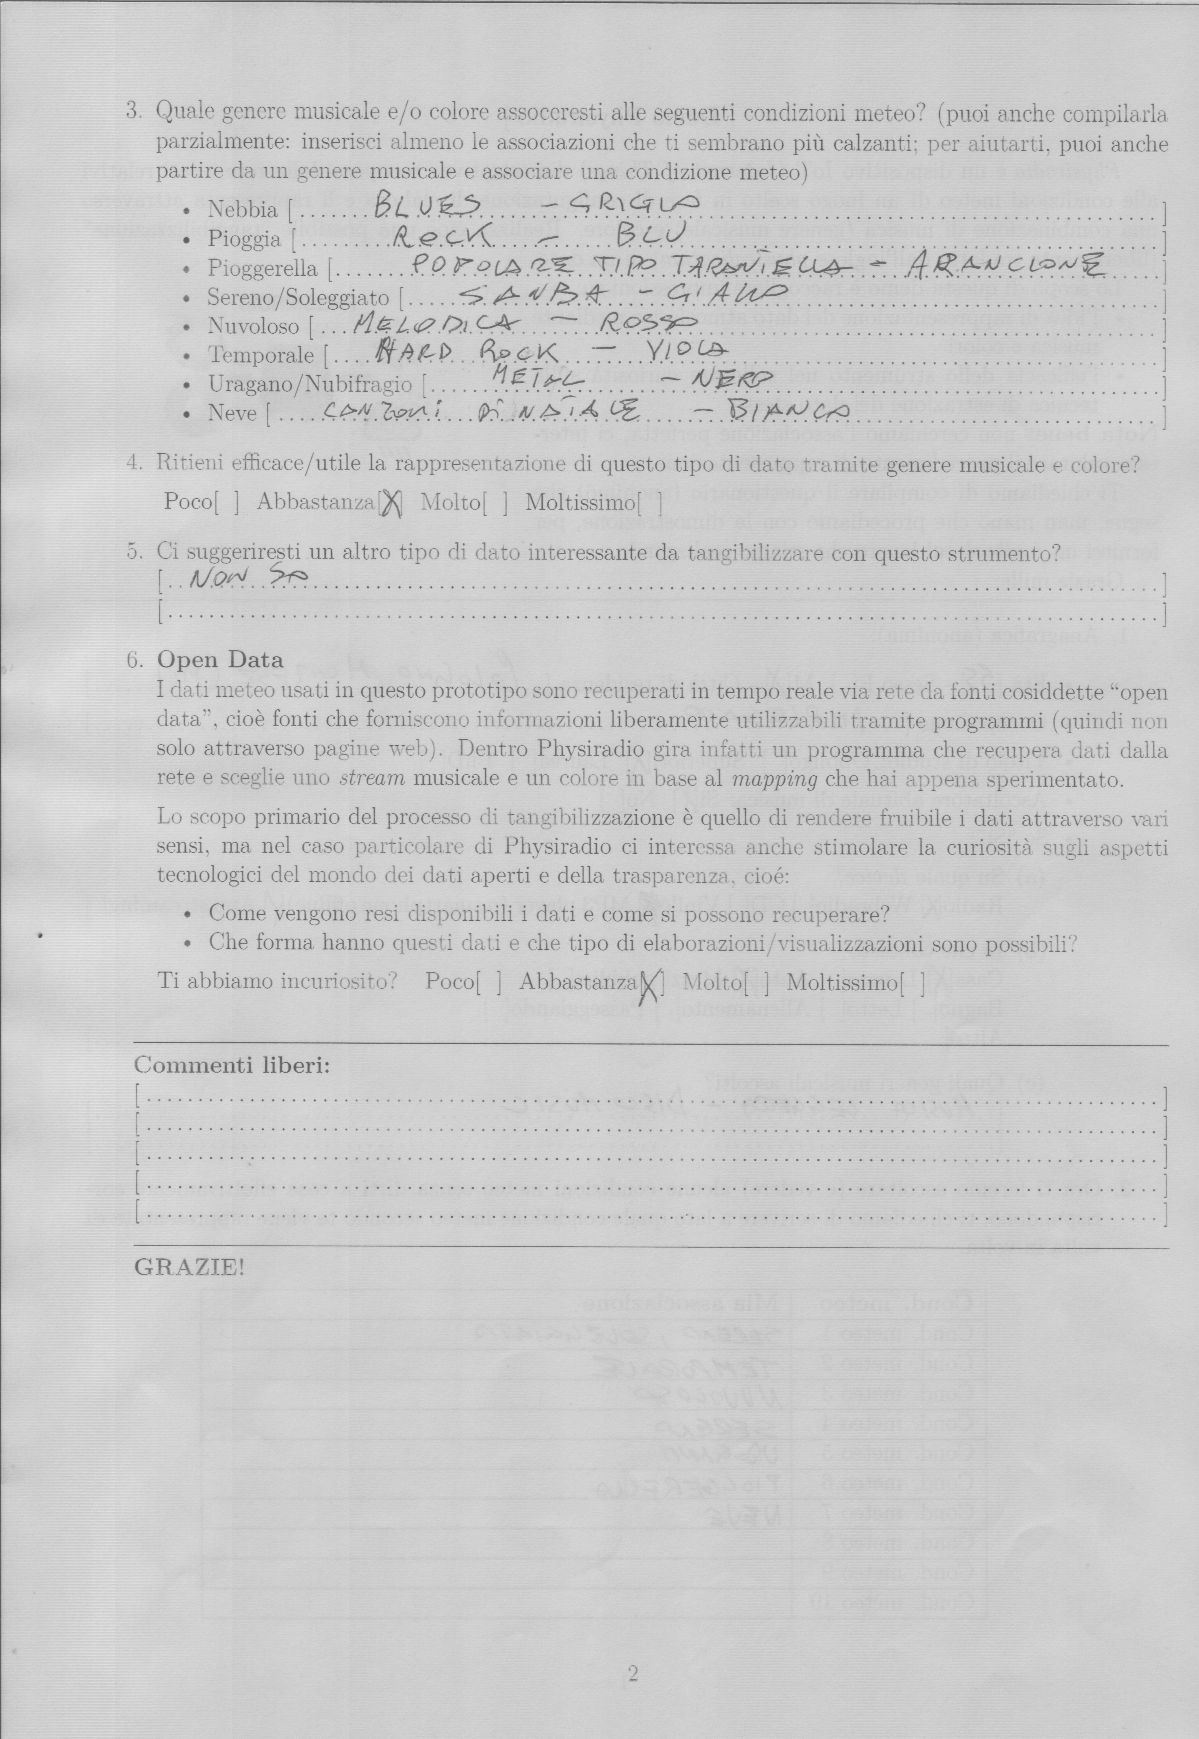 3. Quale genere musicale e/o colore assoceresti alle seguenti condizioni meteo? (puoi anche compilarla
parzialmente: inserisci almeno le associazioni che ti sembrano più calzanti; per aiutarti, puoi anche
partire da un genere musicale e associare una condizione meteo)
• Nebbia [ BLUES - GRIGIO ]
• Pioggia [ ROCK - BLU ]
• Pioggerella [ POPOLARE TIPO TARANTELLA - ARANCIONE ]
• Sereno/Soleggiato [ SANBA - GIALLO ]
• Nuvoloso [ MELODICA - ROSSO ]
• Temporale [ HARD ROCK - VIOLA ]
• Uragano/Nubifragio [ METAL - NERO ]
• Neve [ CANZONI DI NATALE - BIANCO ]
4. Ritieni efficace/utile la rappresentazione di questo tipo di dato tramite genere musicale e colore?
Poco[ ] Abbastanza[X] Molto[ ] Moltissimo[ ]
5. Ci suggeriresti un altro tipo di dato interessante da tangibilizzare con questo strumento?
[ NON SO ]
[ ]
6. Open Data
I dati meteo usati in questo prototipo sono recuperati in tempo reale via rete da fonti cosiddette “open
data”, cioè fonti che forniscono informazioni liberamente utilizzabili tramite programmi (quindi non
solo attraverso pagine web). Dentro Physiradio gira infatti un programma che recupera dati dalla
rete e sceglie uno stream musicale e un colore in base al mapping che hai appena sperimentato.
Lo scopo primario del processo di tangibilizzazione è quello di rendere fruibile i dati attraverso vari
sensi, ma nel caso particolare di Physiradio ci interessa anche stimolare la curiosità sugli aspetti
tecnologici del mondo dei dati aperti e della trasparenza, cioé:
• Come vengono resi disponibili i dati e come si possono recuperare?
• Che forma hanno questi dati e che tipo di elaborazioni/visualizzazioni sono possibili?
Ti abbiamo incuriosito? Poco[ ] Abbastanza[X] Molto[ ] Moltissimo[ ]
Commenti liberi:
[ ]
[ ]
[ ]
[ ]
[ ]
GRAZIE!
2